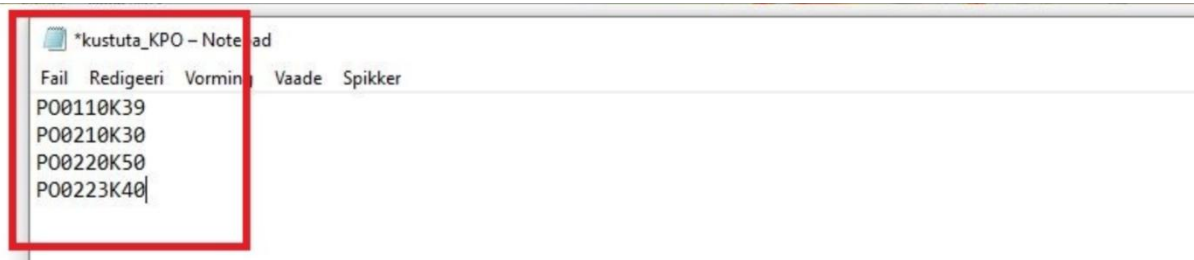 *kustuta_KPO – Notepad
Fail Redigeeri Vorming Vaade Spikker
PO0110K39
PO0210K30
PO0220K50
PO0223K40